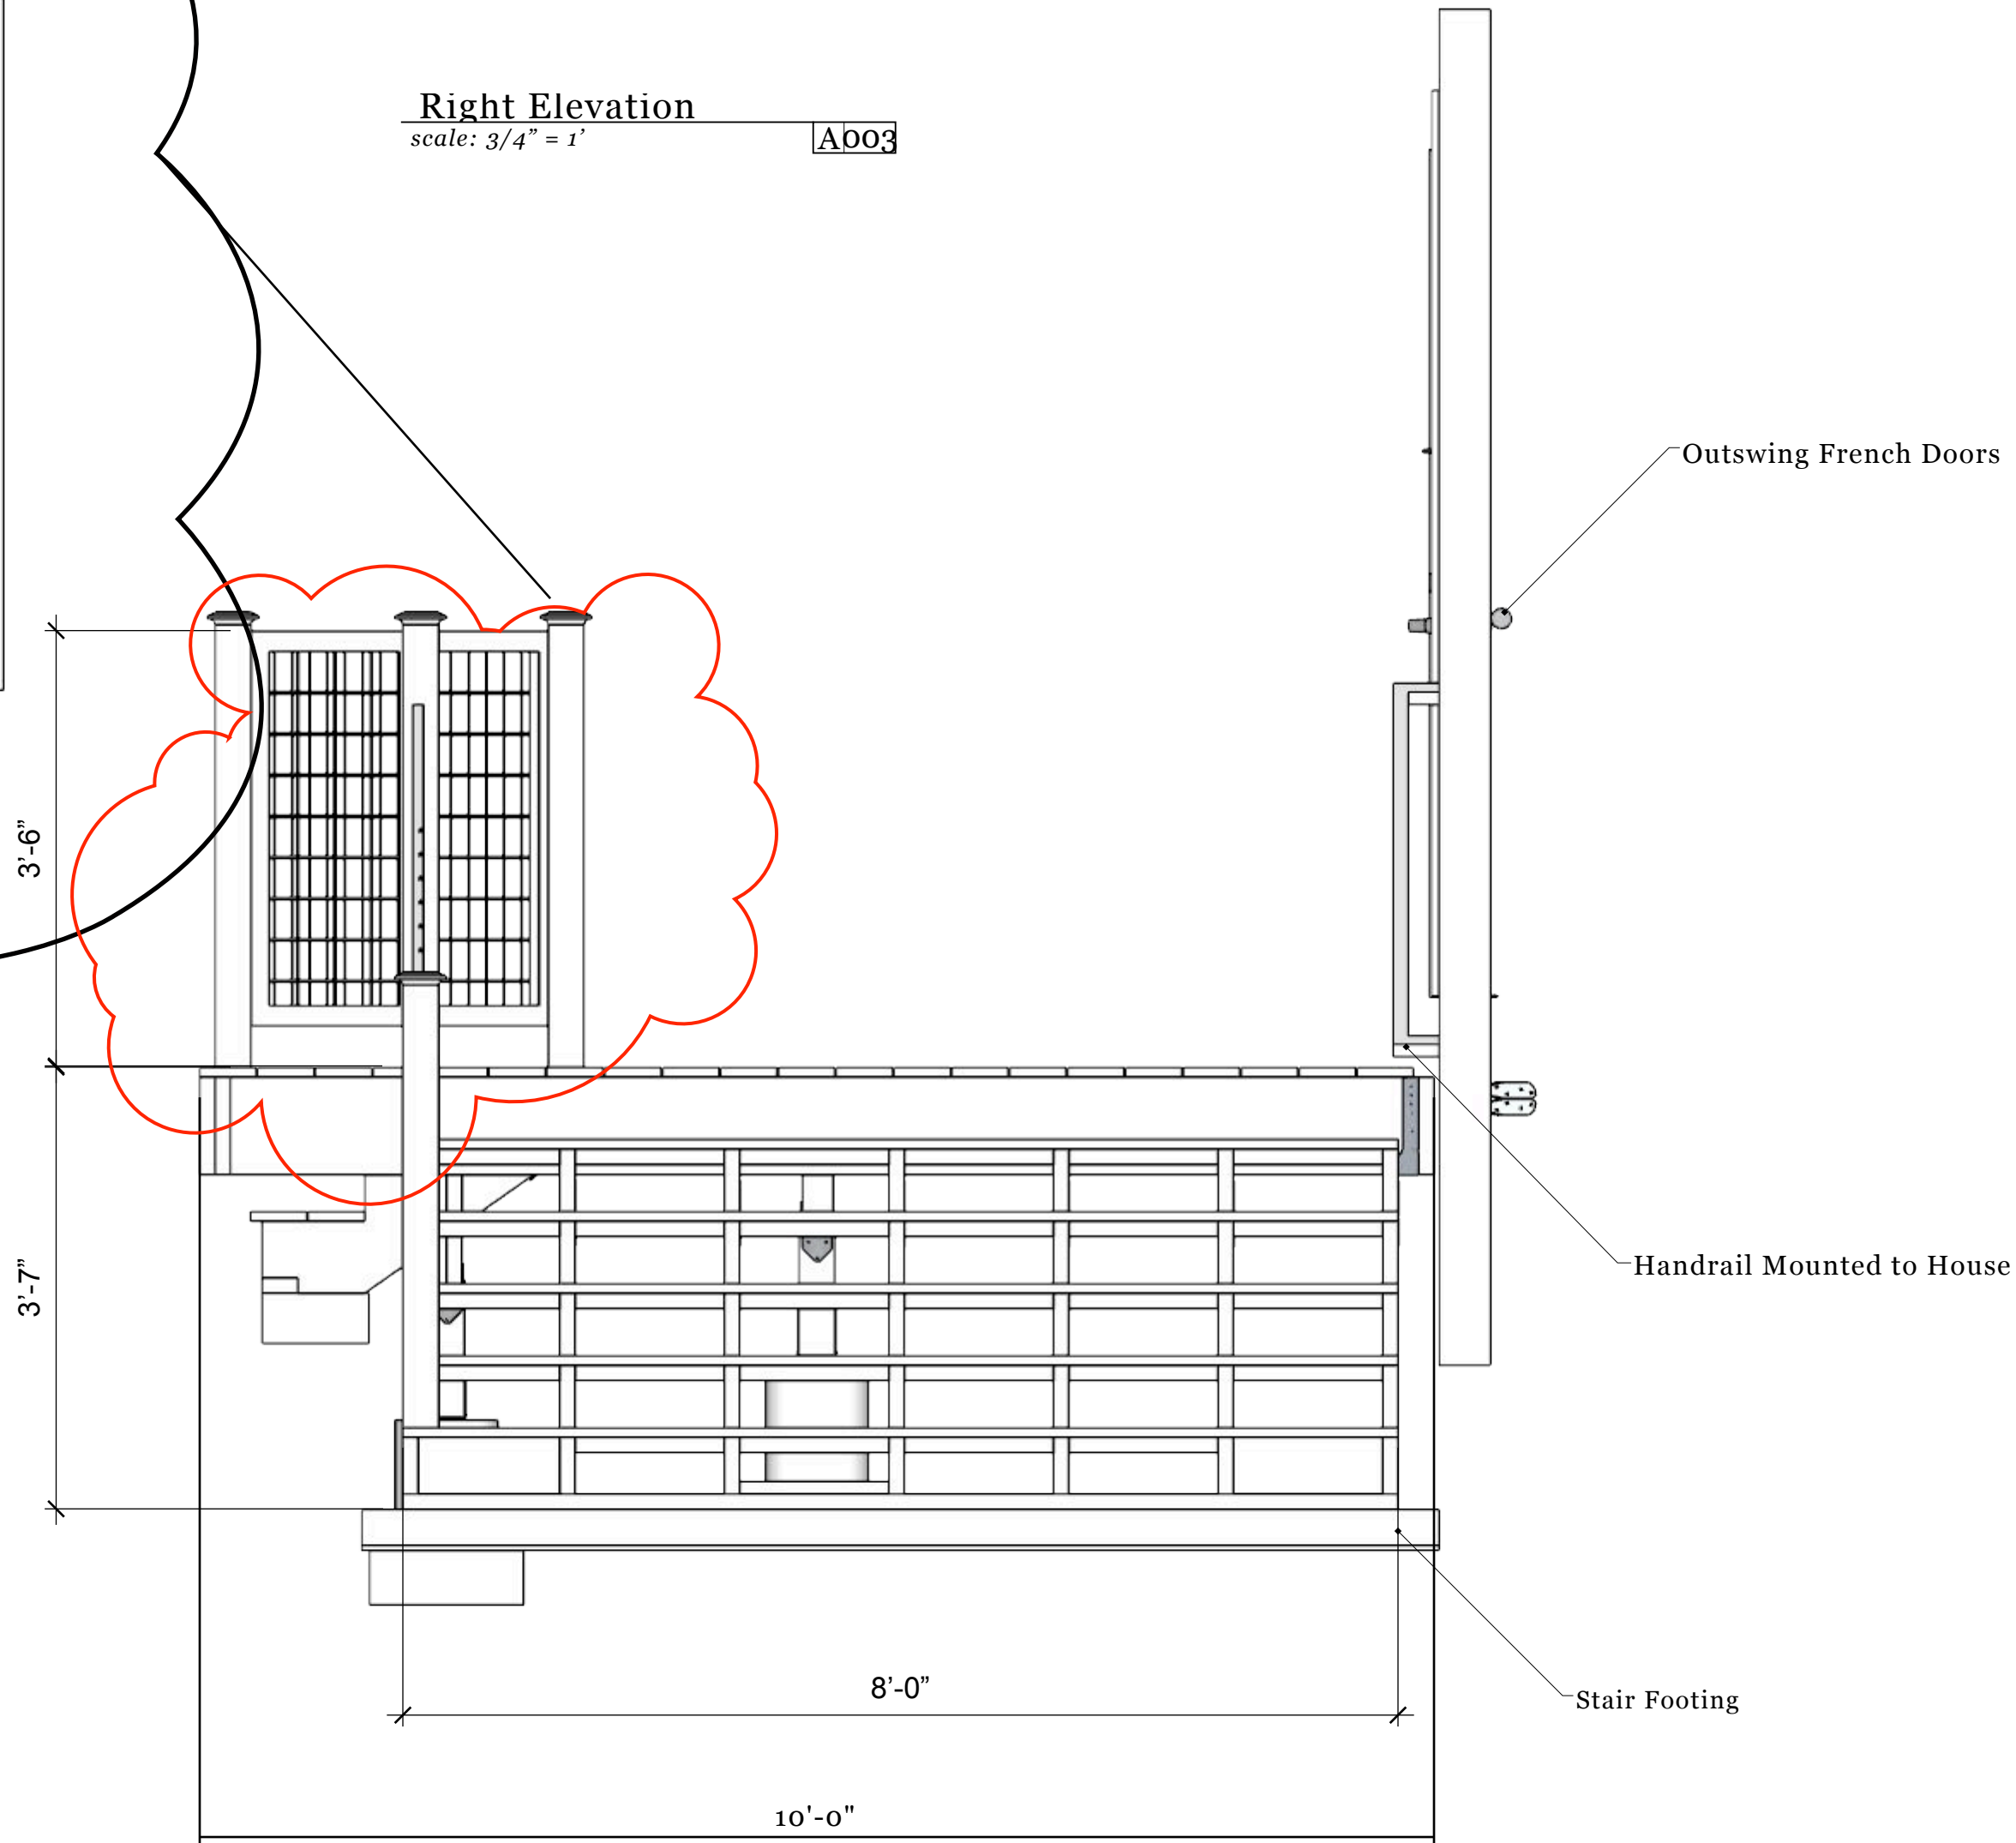 Right Elevation
scale: 3/4” = 1’
A003
Outswing French Doors
3’-6”
3’-7”
Handrail Mounted to House
8’-0”
Stair Footing
10'-0"